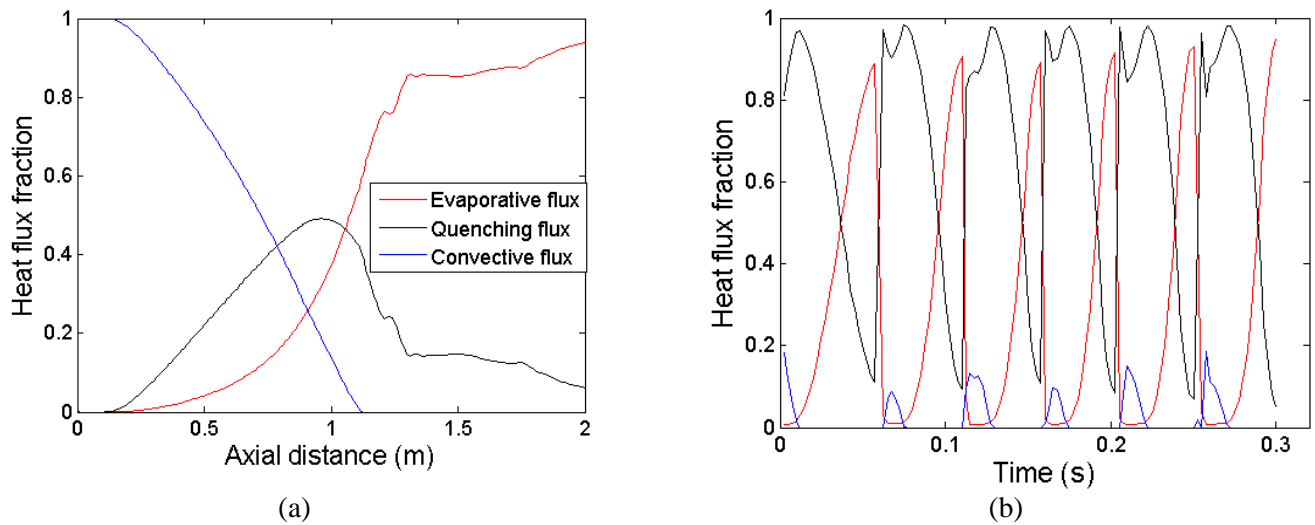 1
0.8
0.6
0.4
0.2
0
Heat flux fraction
0
0.5
1
1.5
2
Axial distance (m)
Evaporative flux
Quenching flux
Convective flux
(a)
1
0.8
0.6
0.4
0.2
0
Heat flux fraction
0
0.1
0.2
0.3
Time (s)
(b)